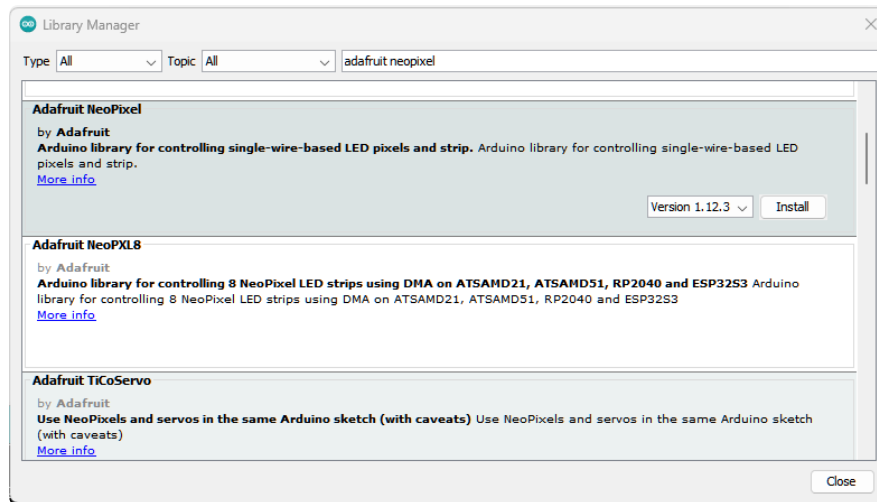 Library Manager
Type All Topic All adafruit neopixel
Adafruit NeoPixel
by Adafruit
Arduino library for controlling single-wire-based LED pixels and strip. Arduino library for controlling single-wire-based LED
pixels and strip.
More info
Version 1.12.3 Install
Adafruit NeoPXL8
by Adafruit
Arduino library for controlling 8 NeoPixel LED strips using DMA on ATSAMD21, ATSAMD51, RP2040 and ESP32S3 Arduino
library for controlling 8 NeoPixel LED strips using DMA on ATSAMD21, ATSAMD51, RP2040 and ESP32S3
More info
Adafruit TiCoServo
by Adafruit
Use NeoPixels and servos in the same Arduino sketch (with caveats) Use NeoPixels and servos in the same Arduino sketch
(with caveats)
More info
Close